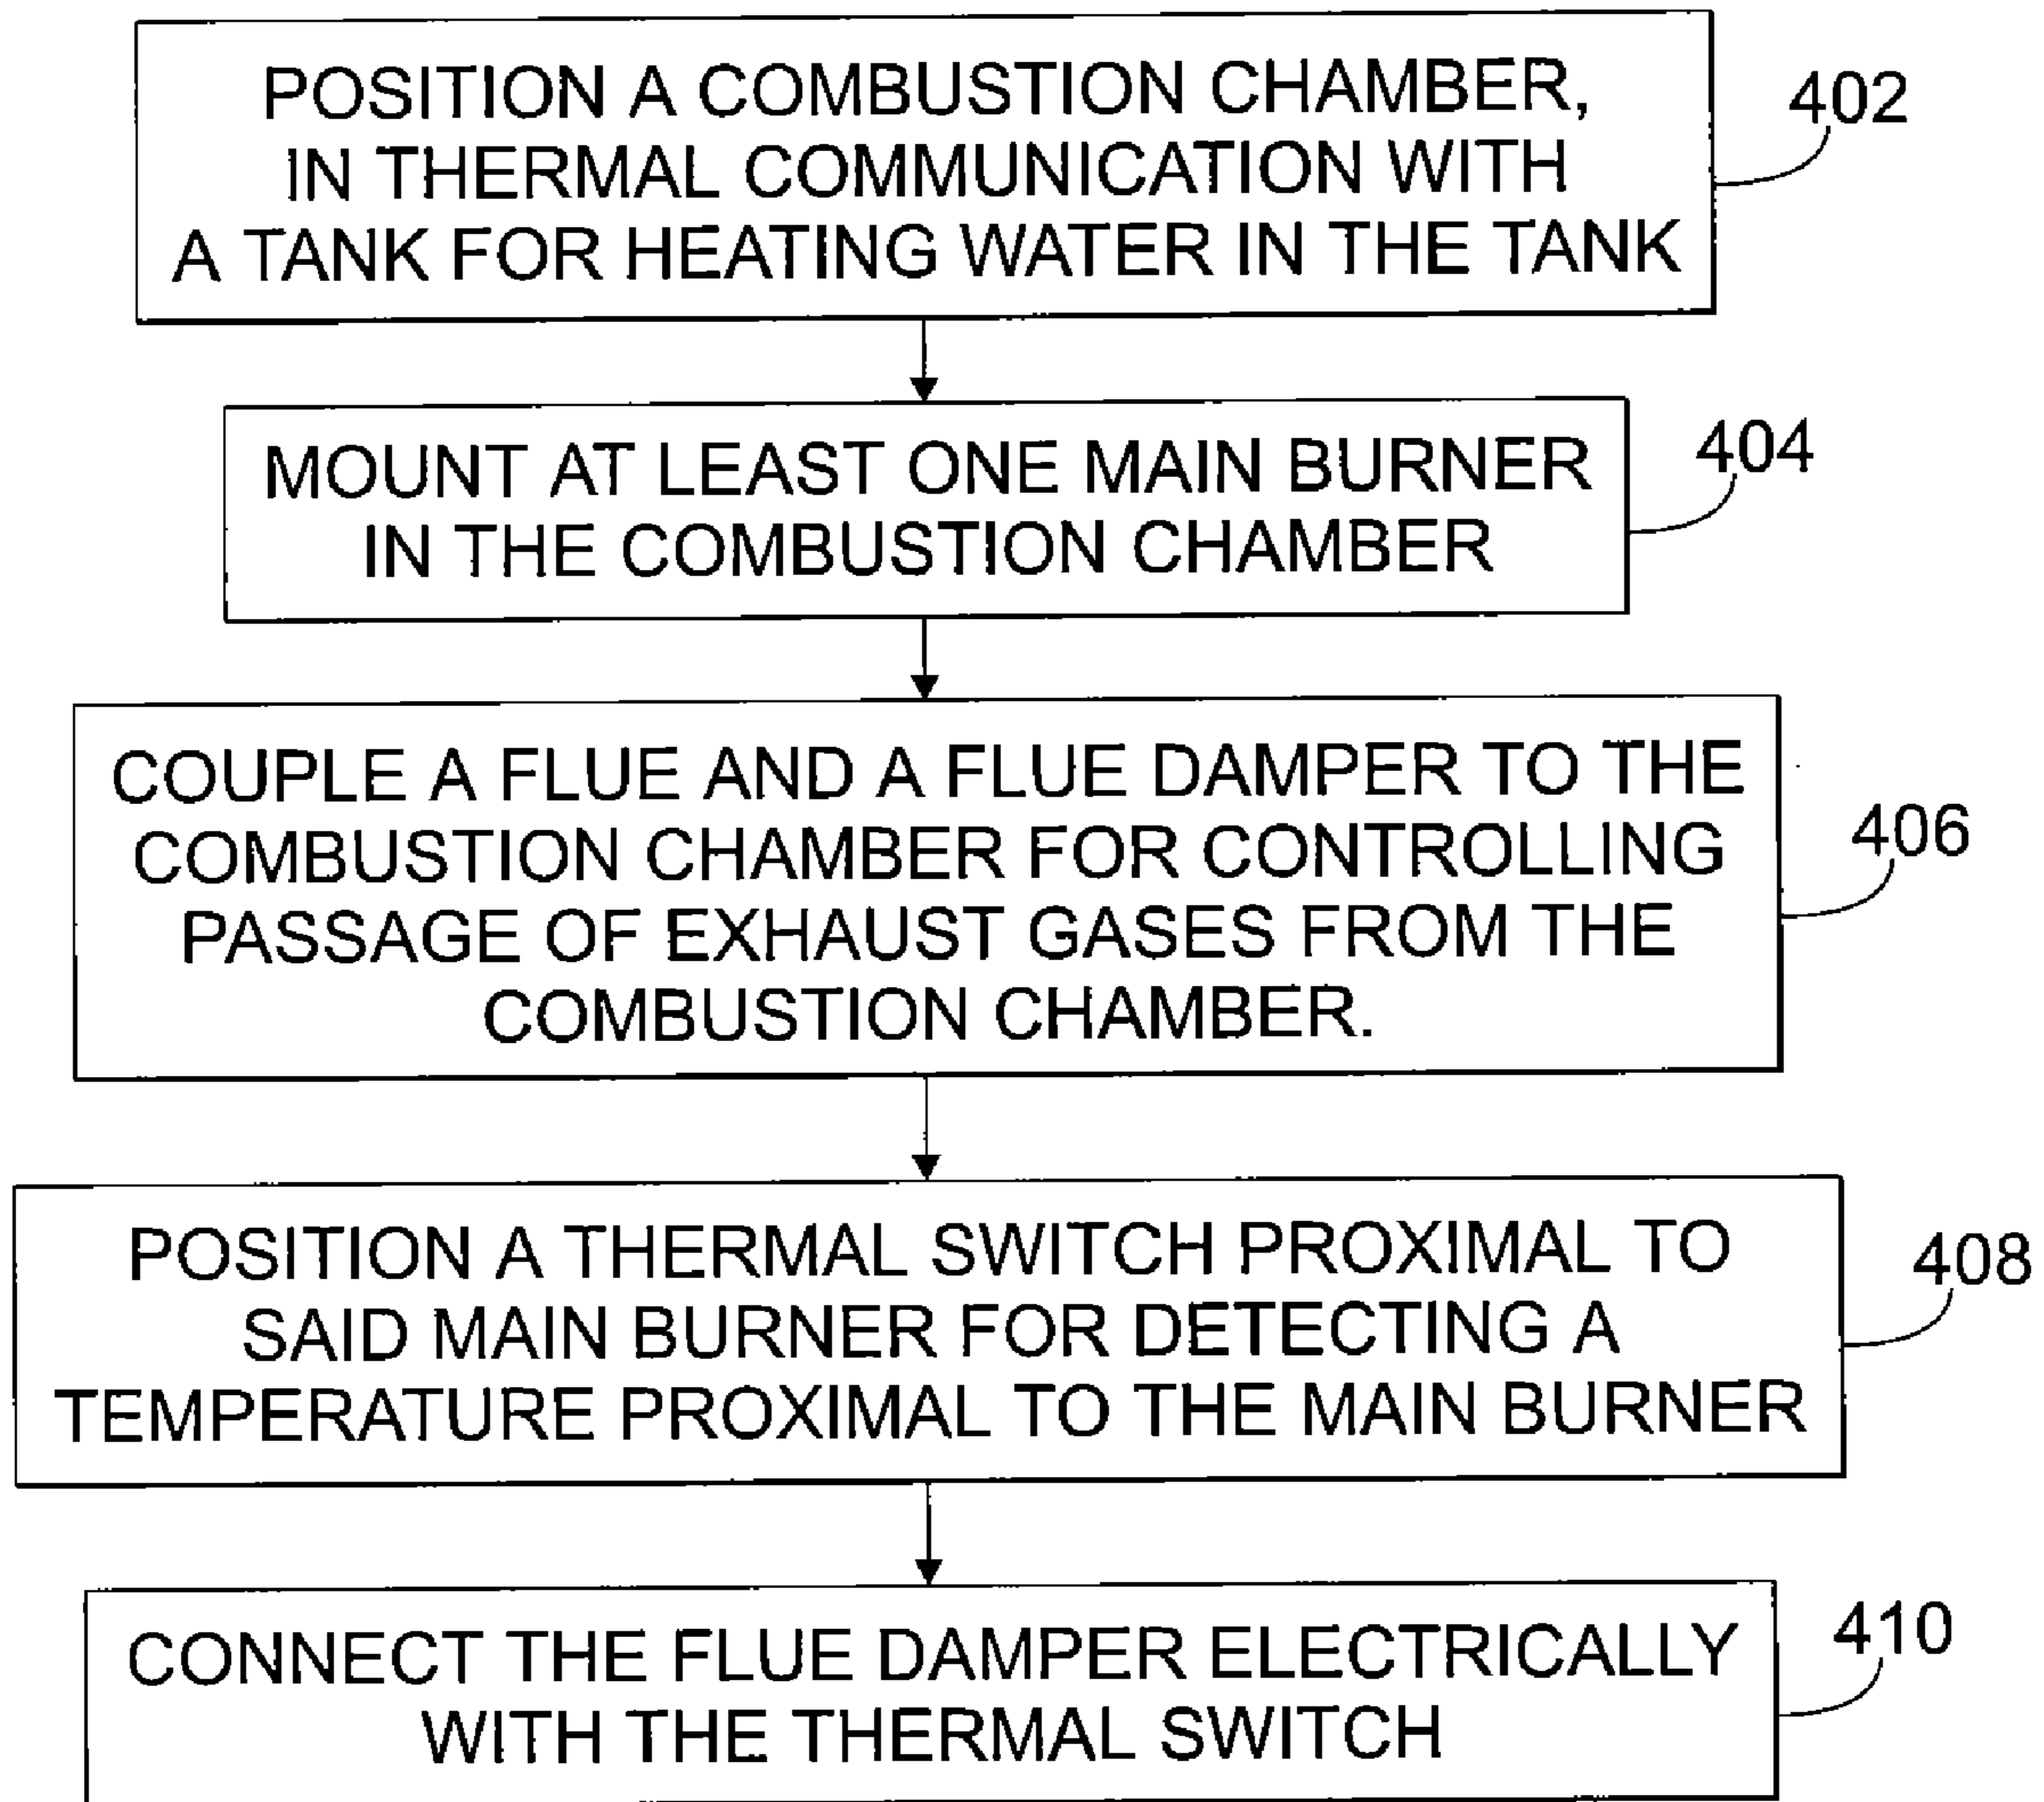 POSITION A COMBUSTION CHAMBER,
IN THERMAL COMMUNICATION WITH
A TANK FOR HEATING WATER IN THE TANK
402
MOUNT AT LEAST ONE MAIN BURNER
IN THE COMBUSTION CHAMBER
404
COUPLE A FLUE AND A FLUE DAMPER TO THE
COMBUSTION CHAMBER FOR CONTROLLING
PASSAGE OF EXHAUST GASES FROM THE
COMBUSTION CHAMBER.
406
POSITION A THERMAL SWITCH PROXIMAL TO
SAID MAIN BURNER FOR DETECTING A
TEMPERATURE PROXIMAL TO THE MAIN BURNER
408
CONNECT THE FLUE DAMPER ELECTRICALLY
WITH THE THERMAL SWITCH
410